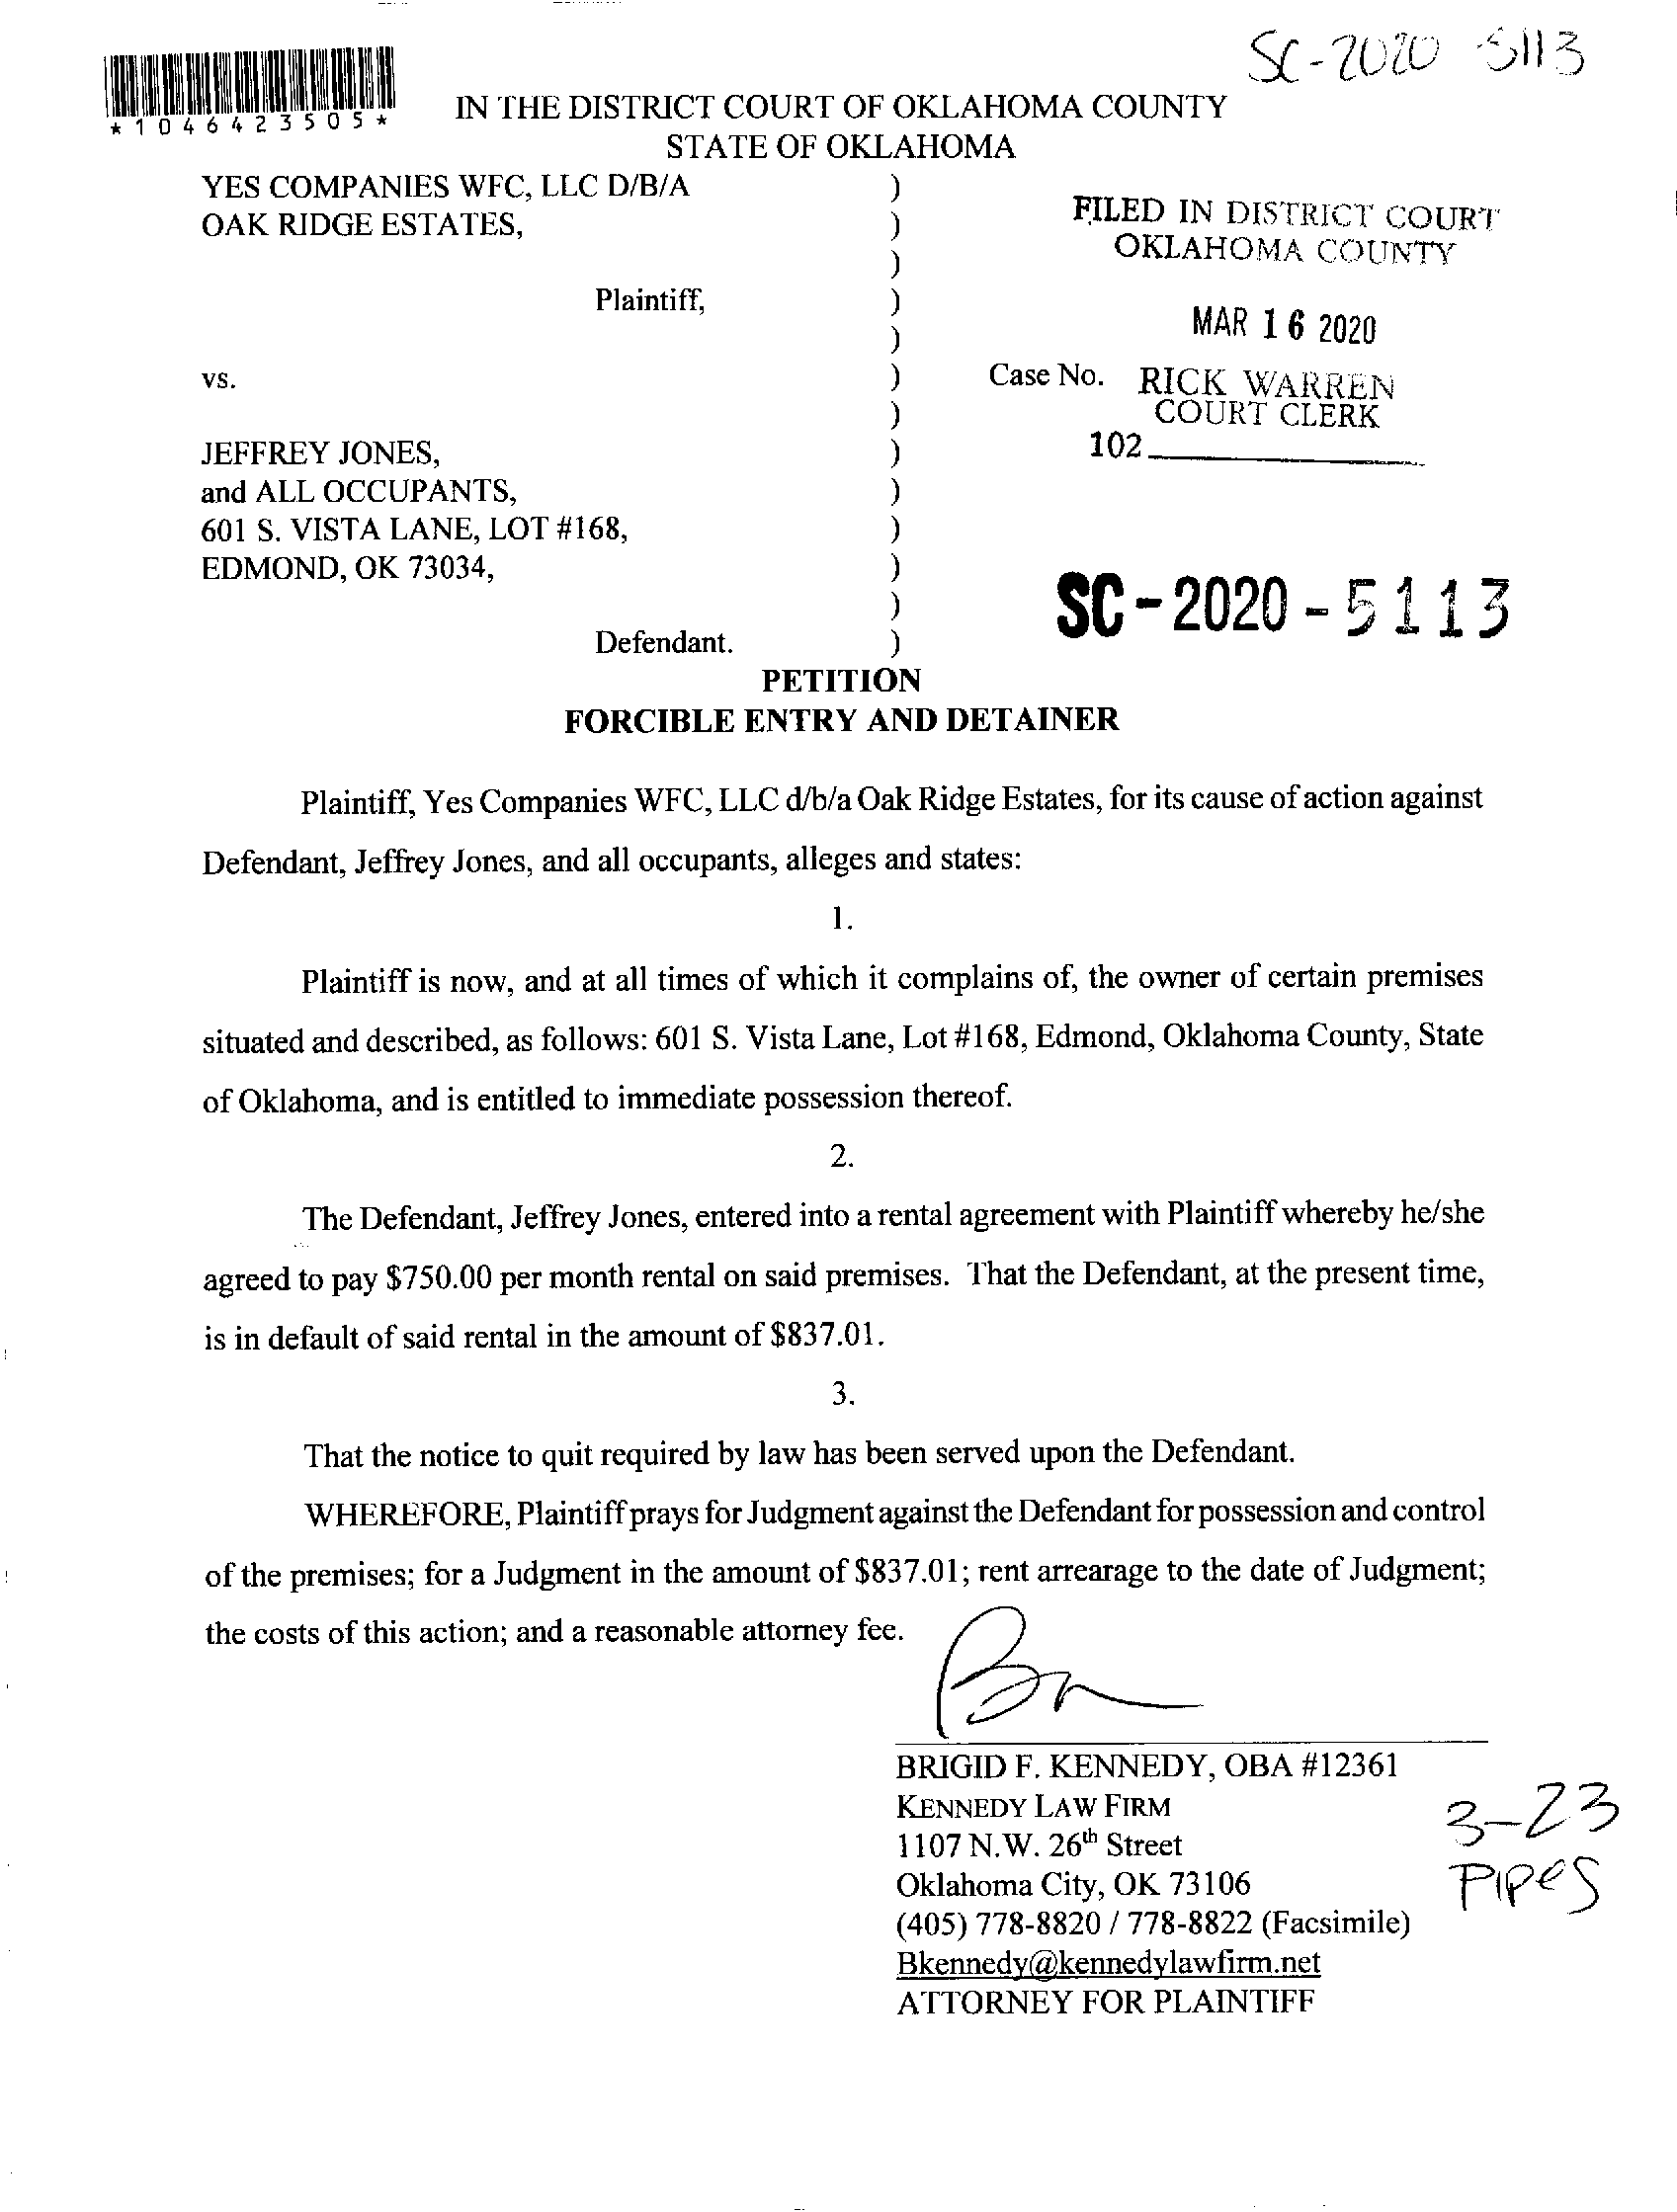 SC-2020-5113
*1046423505*
IN THE DISTRICT COURT OF OKLAHOMA COUNTY
STATE OF OKLAHOMA
YES COMPANIES WFC, LLC D/B/A )
OAK RIDGE ESTATES, )
)
Plaintiff, )
)
vs. )
)
JEFFREY JONES, )
and ALL OCCUPANTS, )
601 S. VISTA LANE, LOT #168, )
EDMOND, OK 73034, )
)
Defendant. )
FILED IN DISTRICT COURT
OKLAHOMA COUNTY
MAR 16 2020
Case No. RICK WARREN
COURT CLERK
102
SC-2020-5113
PETITION
FORCIBLE ENTRY AND DETAINER
Plaintiff, Yes Companies WFC, LLC d/b/a Oak Ridge Estates, for its cause of action against
Defendant, Jeffrey Jones, and all occupants, alleges and states:
1.
Plaintiff is now, and at all times of which it complains of, the owner of certain premises
situated and described, as follows: 601 S. Vista Lane, Lot #168, Edmond, Oklahoma County, State
of Oklahoma, and is entitled to immediate possession thereof.
2.
The Defendant, Jeffrey Jones, entered into a rental agreement with Plaintiff whereby he/she
agreed to pay $750.00 per month rental on said premises. That the Defendant, at the present time,
is in default of said rental in the amount of $837.01.
3.
That the notice to quit required by law has been served upon the Defendant.
WHEREFORE, Plaintiff prays for Judgment against the Defendant for possession and control
of the premises; for a Judgment in the amount of $837.01; rent arrearage to the date of Judgment;
the costs of this action; and a reasonable attorney fee.
BRIGID F. KENNEDY, OBA #12361
KENNEDY LAW FIRM
1107 N.W. 26th Street
Oklahoma City, OK 73106
(405) 778-8820 / 778-8822 (Facsimile)
Bkennedy@kennedylawfirm.net
ATTORNEY FOR PLAINTIFF
3-23
PIPES